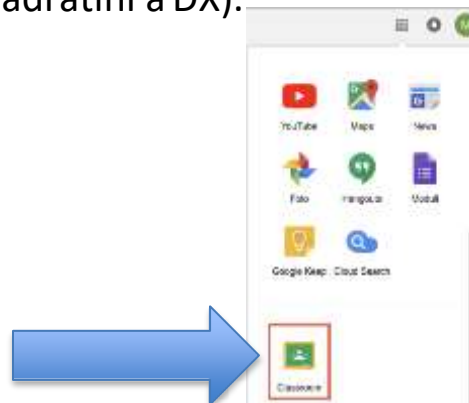 adratini a DX).
M
YouTube Maps News
Foto Hangouts Moduli
Google Keep Cloud Search
Classroom